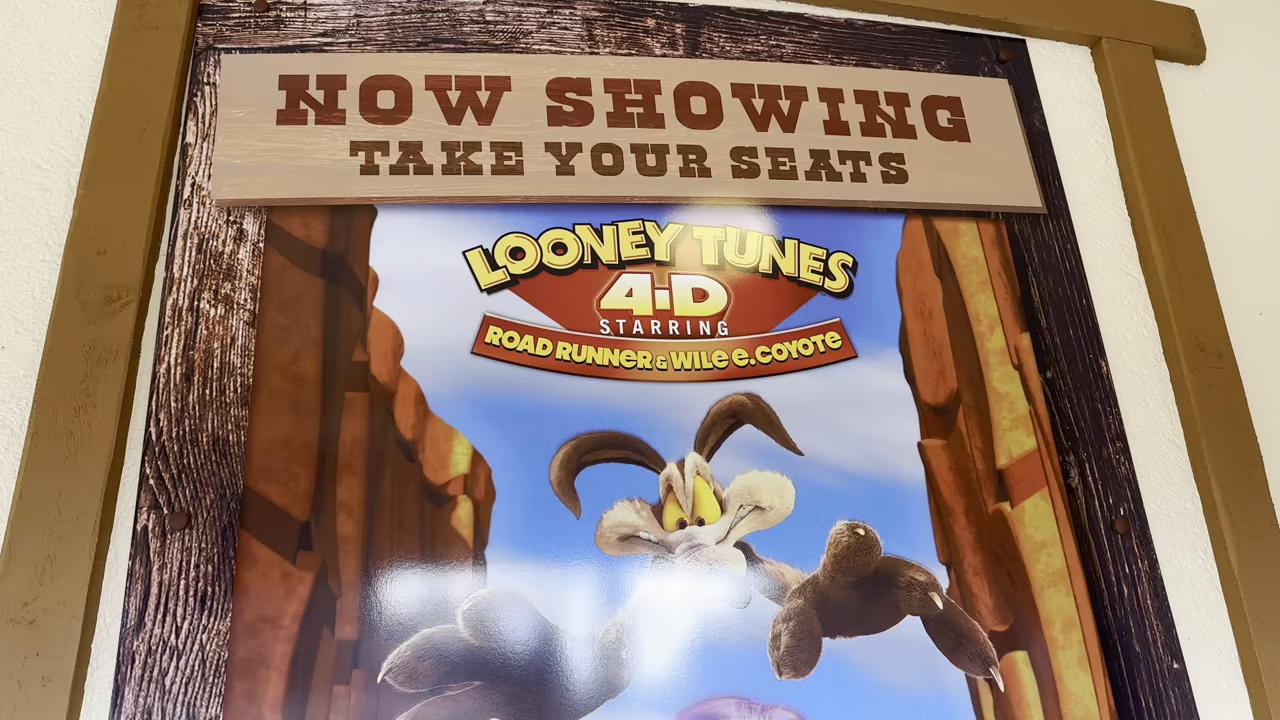 NOW SHOWING
TAKE YOUR SEATS
LOONEY TUNES
4-D
STARRING
ROAD RUNNER & WILE E. COYOTE